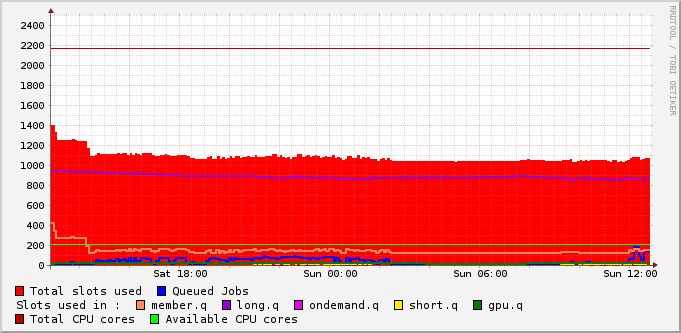 RRDTOOL / TOBI OETIKER
2400
2200
2000
1800
1600
1400
1200
1000
800
600
400
200
0
Sat 18:00 Sun 00:00 Sun 06:00 Sun 12:00
Total slots used Queued Jobs
Slots used in : member.q long.q ondemand.q short.q gpu.q
Total CPU cores Available CPU cores